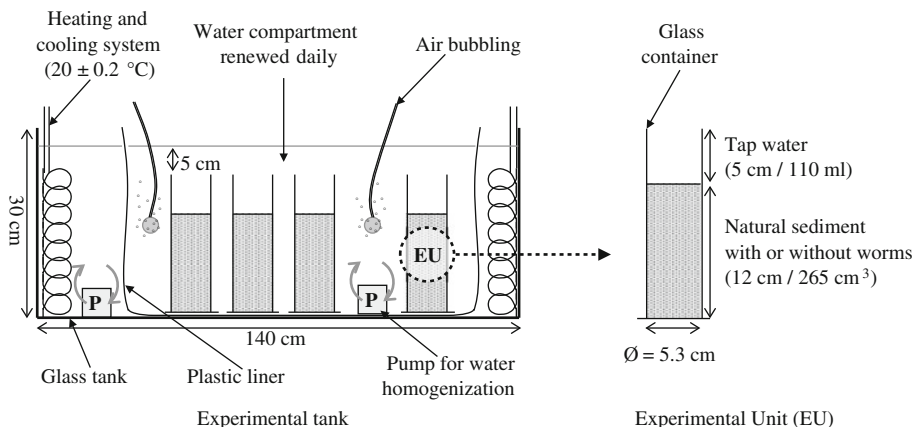 Heating and
cooling system
(20 ± 0.2 °C)
Water compartment
renewed daily
Air bubbling
Glass
container
5 cm
30 cm
EU
P
P
Tap water
(5 cm / 110 ml)
Natural sediment
with or without worms
(12 cm / 265 cm³)
140 cm
Ø = 5.3 cm
Glass tank
Plastic liner
Pump for water
homogenization
Experimental tank
Experimental Unit (EU)